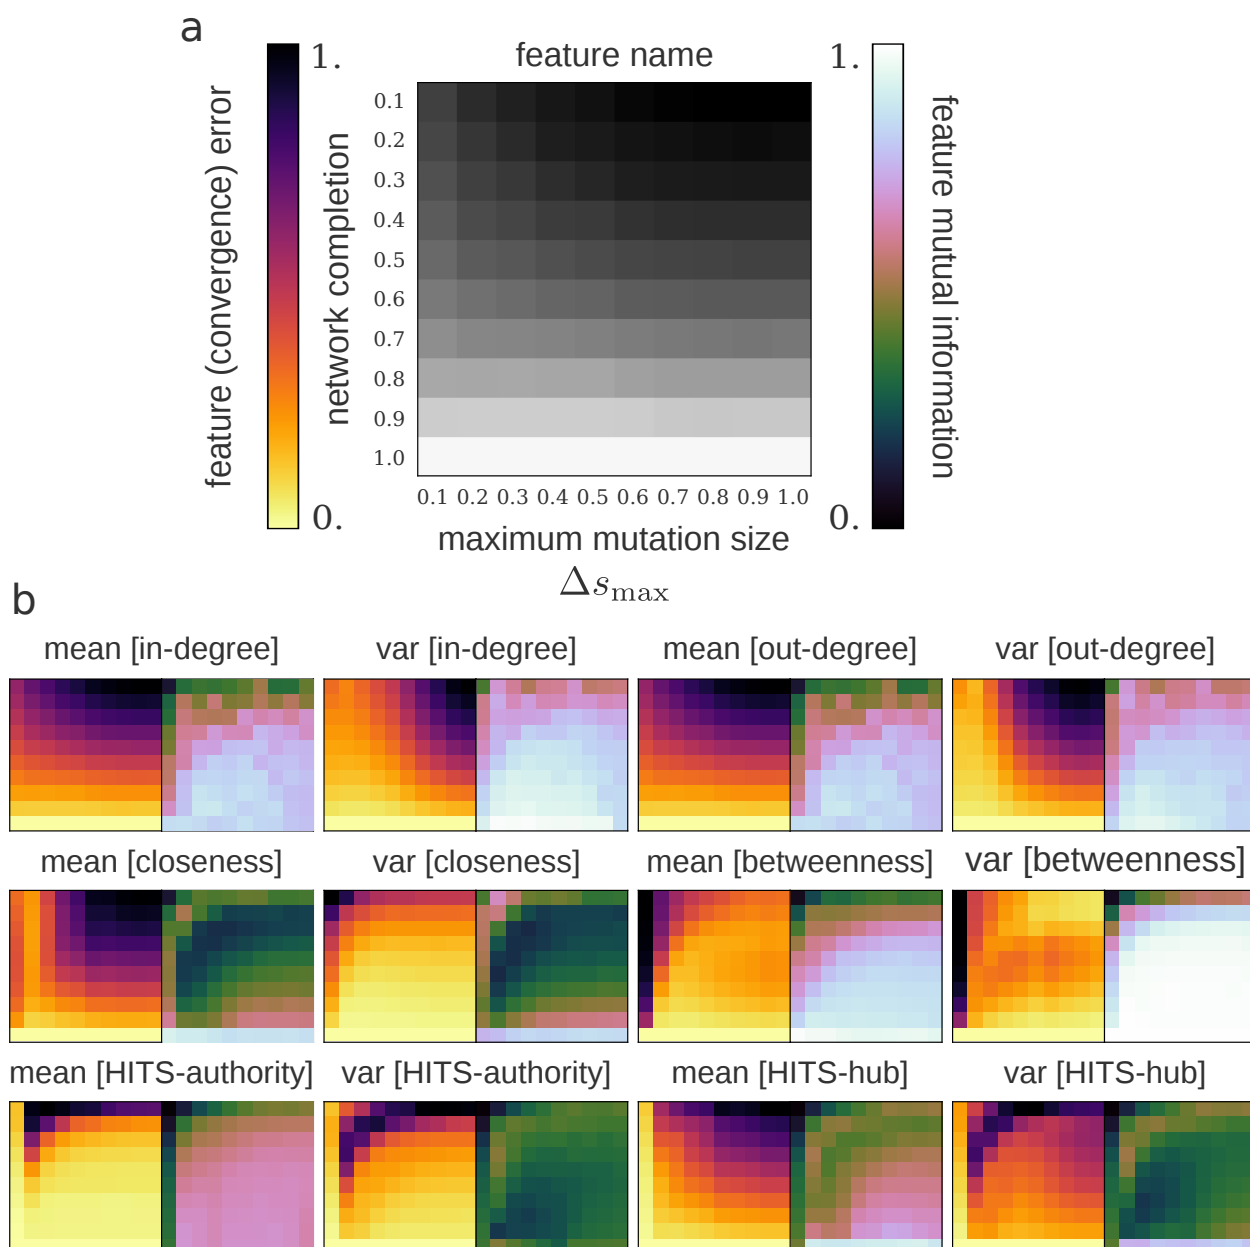 a
feature name
1.
0.
feature (convergence) error
network completion
0.1
0.2
0.3
0.4
0.5
0.6
0.7
0.8
0.9
1.0
0.1 0.2 0.3 0.4 0.5 0.6 0.7 0.8 0.9 1.0
maximum mutation size
Δs_max
1.
0.
feature mutual information
b
mean [in-degree] var [in-degree] mean [out-degree] var [out-degree]
mean [closeness] var [closeness] mean [betweenness] var [betweenness]
mean [HITS-authority] var [HITS-authority] mean [HITS-hub] var [HITS-hub]